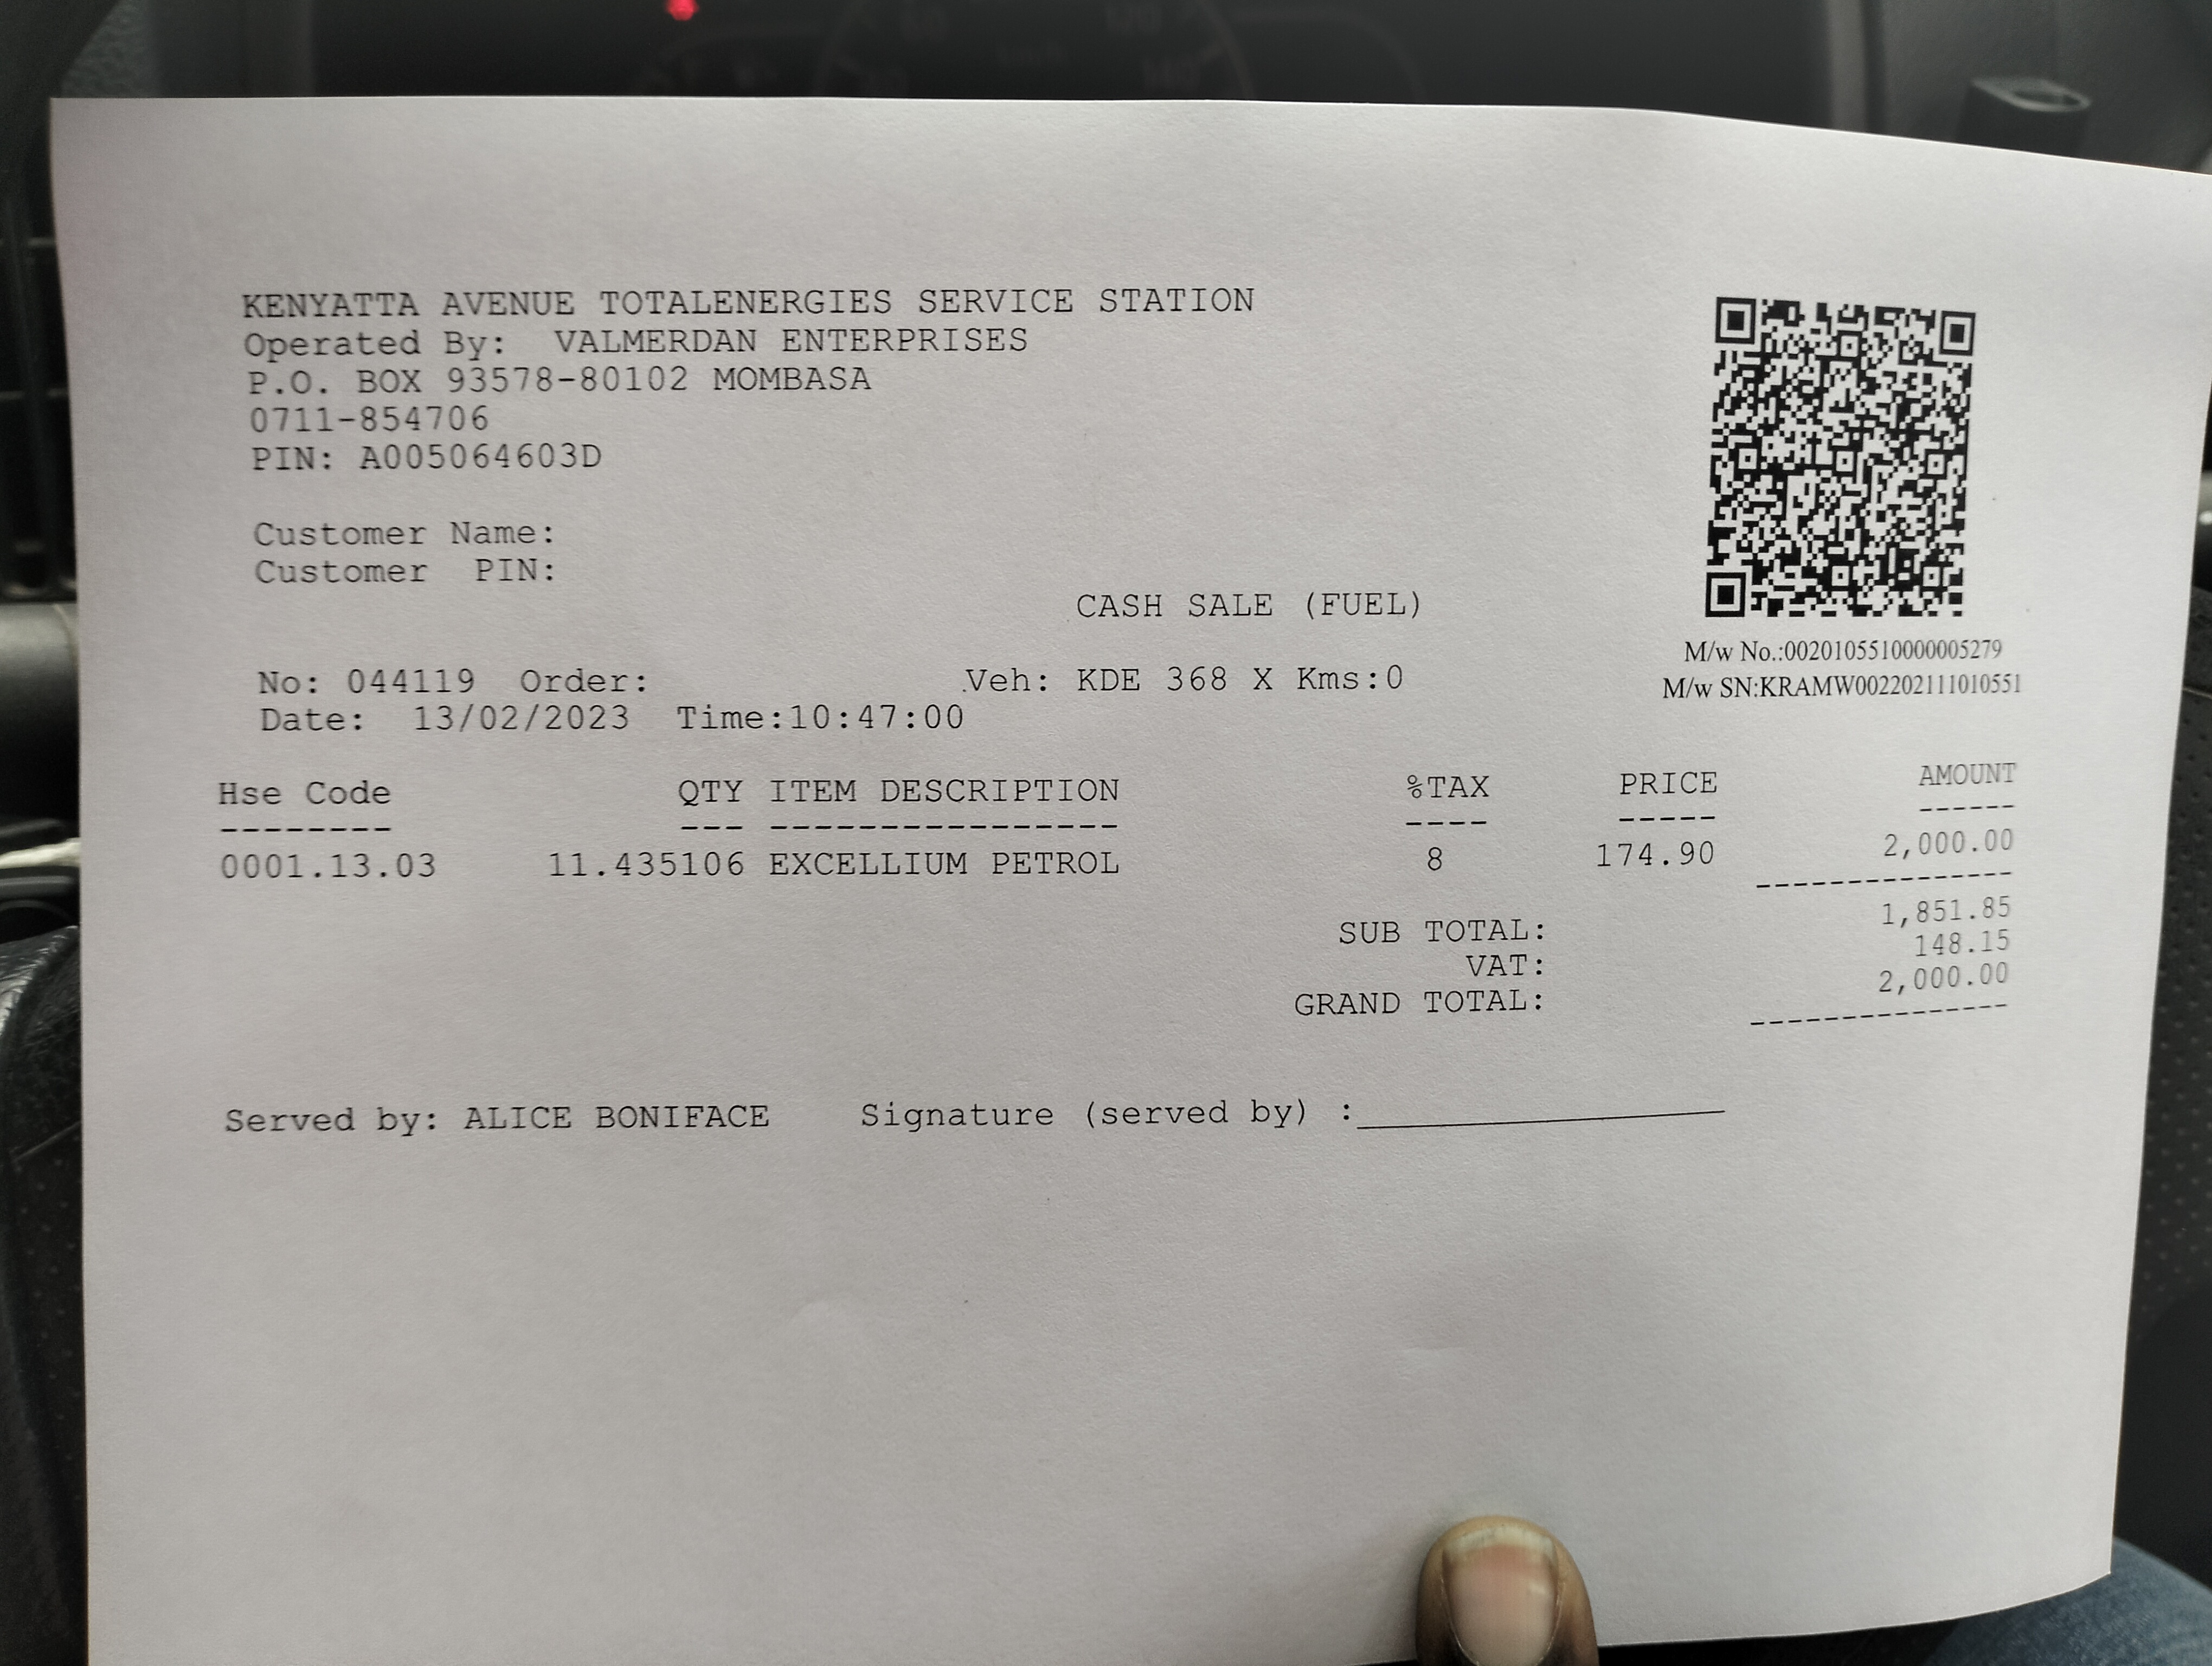 KENYATTA AVENUE TOTALENERGIES SERVICE STATION
Operated By: VALMERDAN ENTERPRISES
P.O. BOX 93578-80102 MOMBASA
0711-854706
PIN: A005064603D
Customer Name:
Customer PIN:
CASH SALE (FUEL)
M/w No.:0020105510000005279
M/w SN:KRAMW002202111010551
No: 044119 Order: Veh: KDE 368 X Kms:0
Date: 13/02/2023 Time:10:47:00
Hse Code QTY ITEM DESCRIPTION %TAX PRICE AMOUNT
-------- --- ---------------- ---- ----- ------
0001.13.03 11.435106 EXCELLIUM PETROL 8 174.90 2,000.00
--------------
SUB TOTAL: 1,851.85
VAT: 148.15
GRAND TOTAL: 2,000.00
--------------
Served by: ALICE BONIFACE Signature (served by) :